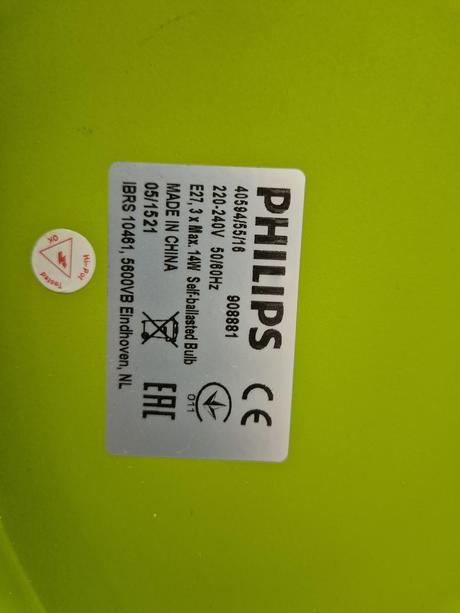 PHILIPS
40594/55/16 908881
220-240V 50/60Hz
E27, 3 x Max. 14W Self-ballasted Bulb
MADE IN CHINA
05/1521
IBRS 10461, 5600VB Eindhoven, NL
CE
011
EAC
Hi-Pot
Tested
OK